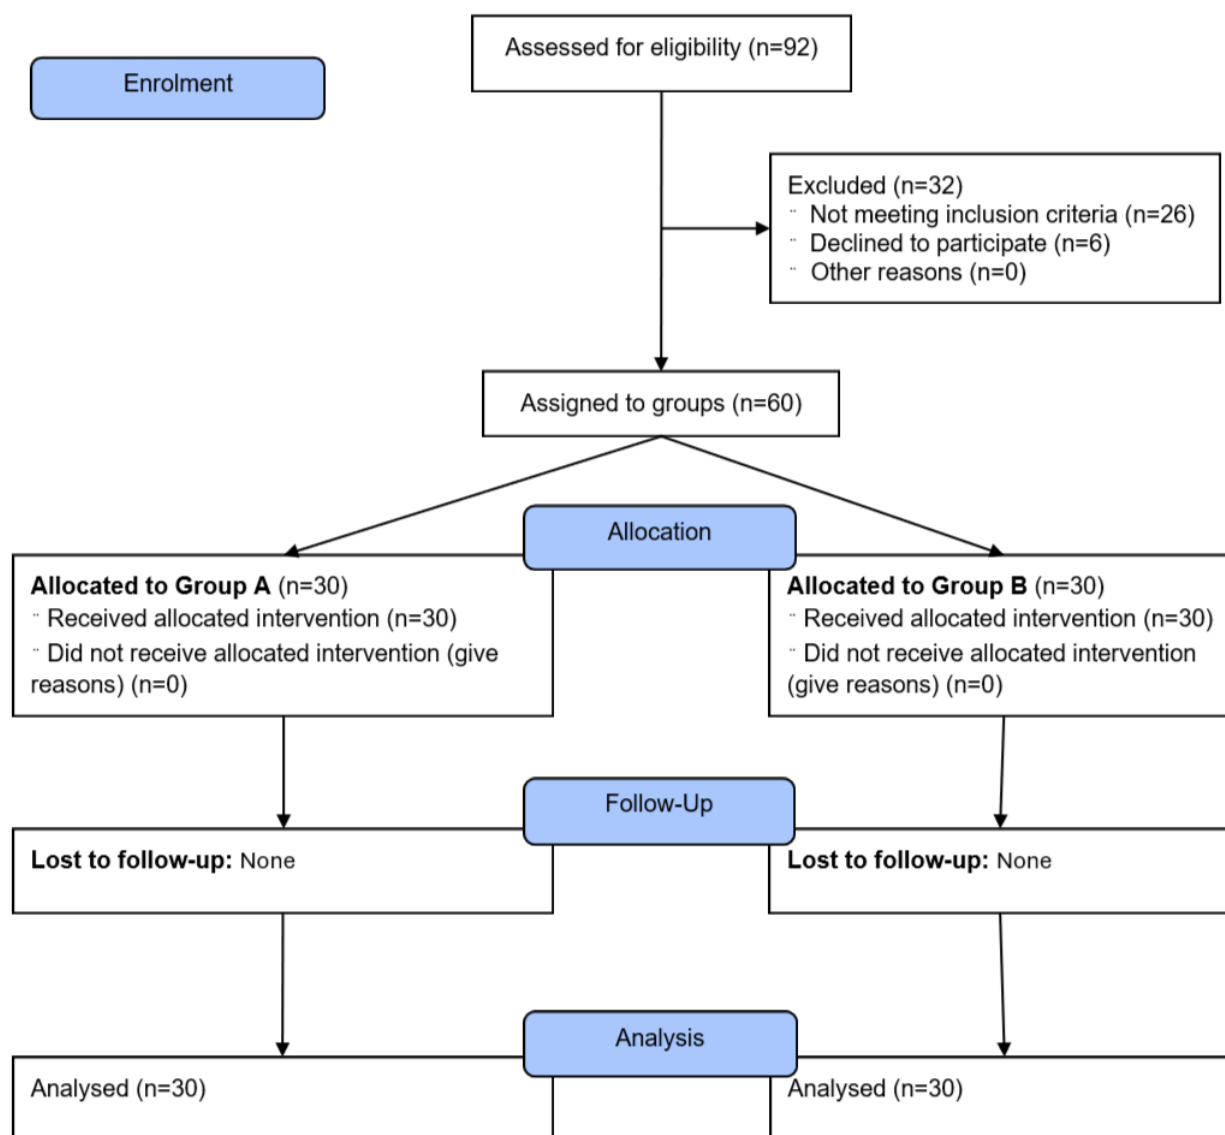 Assessed for eligibility (n=92)
Enrolment
Excluded (n=32)
¨ Not meeting inclusion criteria (n=26)
¨ Declined to participate (n=6)
¨ Other reasons (n=0)
Assigned to groups (n=60)
Allocation
Allocated to Group A (n=30)
¨ Received allocated intervention (n=30)
¨ Did not receive allocated intervention (give
reasons) (n=0)
Allocated to Group B (n=30)
¨ Received allocated intervention (n=30)
¨ Did not receive allocated intervention
(give reasons) (n=0)
Follow-Up
Lost to follow-up: None
Lost to follow-up: None
Analysis
Analysed (n=30)
Analysed (n=30)